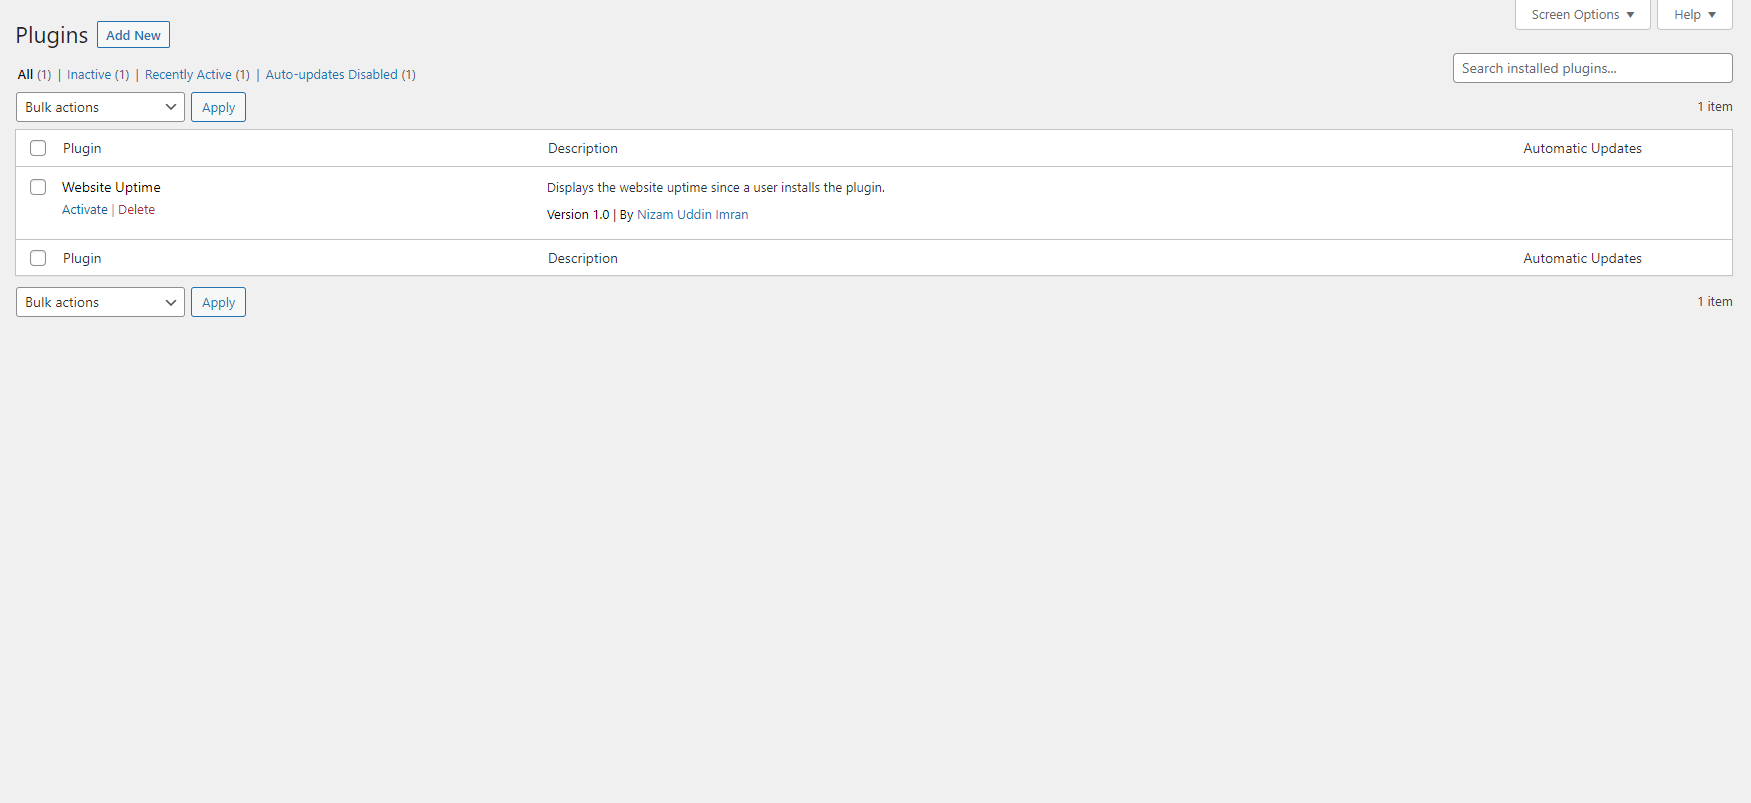 Screen Options ▼
Help ▼
Plugins Add New
All (1) | Inactive (1) | Recently Active (1) | Auto-updates Disabled (1)
Search installed plugins...
Bulk actions Apply
1 item
Plugin Description Automatic Updates
Website Uptime Displays the website uptime since a user installs the plugin.
Activate | Delete Version 1.0 | By Nizam Uddin Imran
Plugin Description Automatic Updates
Bulk actions Apply
1 item